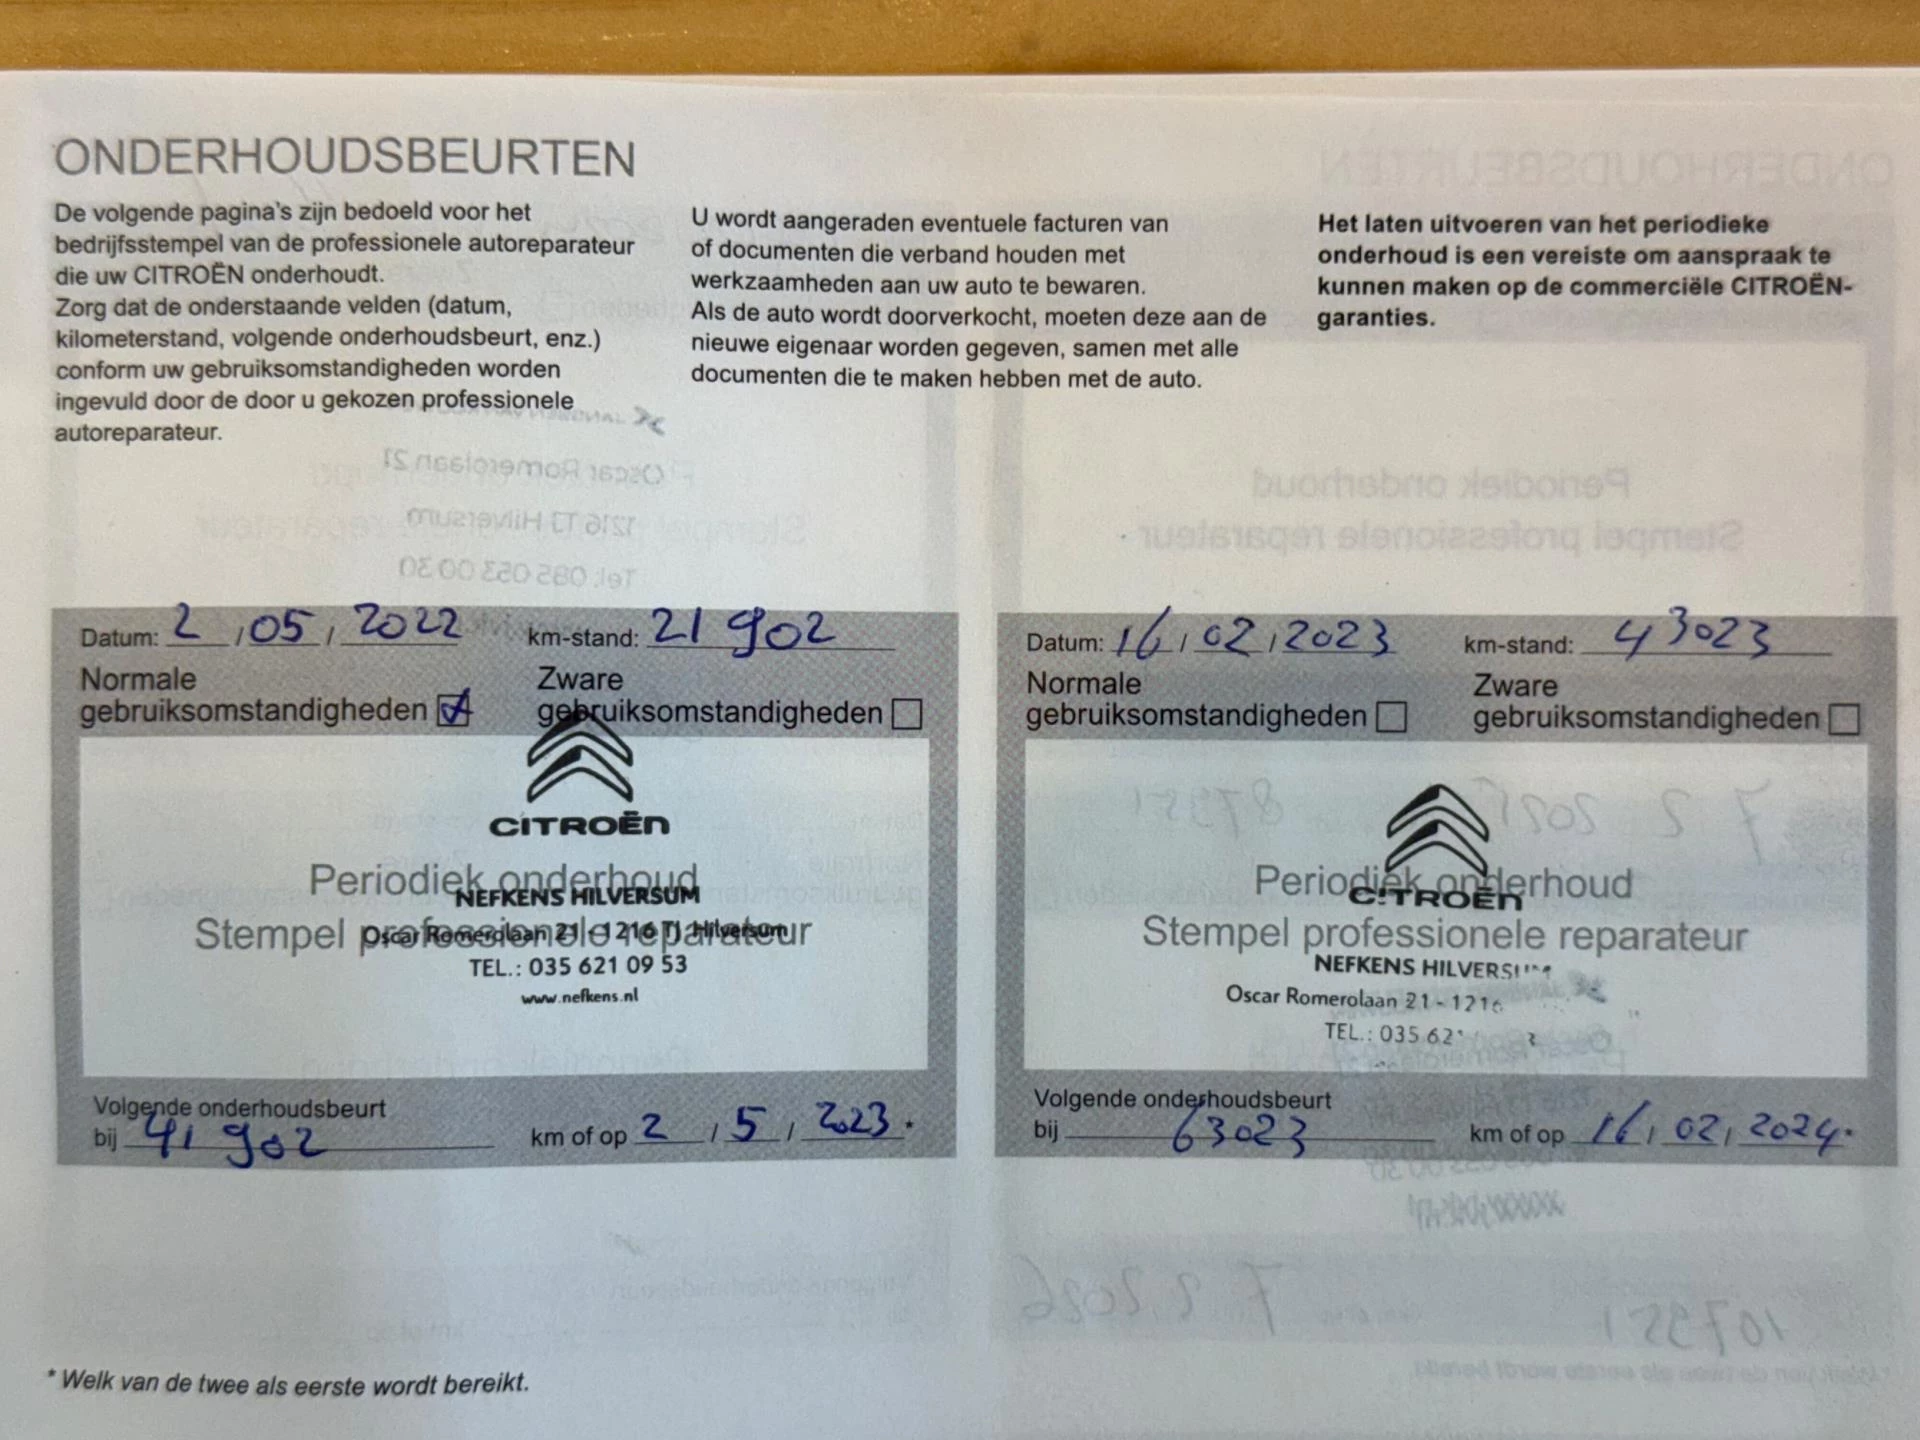 ONDERHOUDSBEURTEN
De volgende pagina's zijn bedoeld voor het
bedrijfsstempel van de professionele autoreparateur
die uw CITROËN onderhoudt.
Zorg dat de onderstaande velden (datum,
kilometerstand, volgende onderhoudsbeurt, enz.)
conform uw gebruiksomstandigheden worden
ingevuld door de door u gekozen professionele
autoreparateur.
U wordt aangeraden eventuele facturen van
of documenten die verband houden met
werkzaamheden aan uw auto te bewaren.
Als de auto wordt doorverkocht, moeten deze aan de
nieuwe eigenaar worden gegeven, samen met alle
documenten die te maken hebben met de auto.
Het laten uitvoeren van het periodieke
onderhoud is een vereiste om aanspraak te
kunnen maken op de commerciële CITROËN-
garanties.
Datum: 2 / 05 / 2022 km-stand: 21902
Normale
gebruiksomstandigheden
Zware
gebruiksomstandigheden
CITROËN
Periodiek onderhoud
NEFKENS HILVERSUM
Stempel professionele reparateur
Oscar Romerolaan 21 - 1216 TJ Hilversum
TEL.: 035 621 09 53
www.nefkens.nl
Volgende onderhoudsbeurt
bij 41902 km of op 2 / 5 / 2023 *
Datum: 16 / 02 / 2023 km-stand: 43023
Normale
gebruiksomstandigheden
Zware
gebruiksomstandigheden
Periodiek onderhoud
CITROËN
Stempel professionele reparateur
NEFKENS HILVERSUM
Oscar Romerolaan 21 - 1216
TEL.: 035 62
Volgende onderhoudsbeurt
bij 63023 km of op 16 / 02 / 2024 *
* Welk van de twee als eerste wordt bereikt.